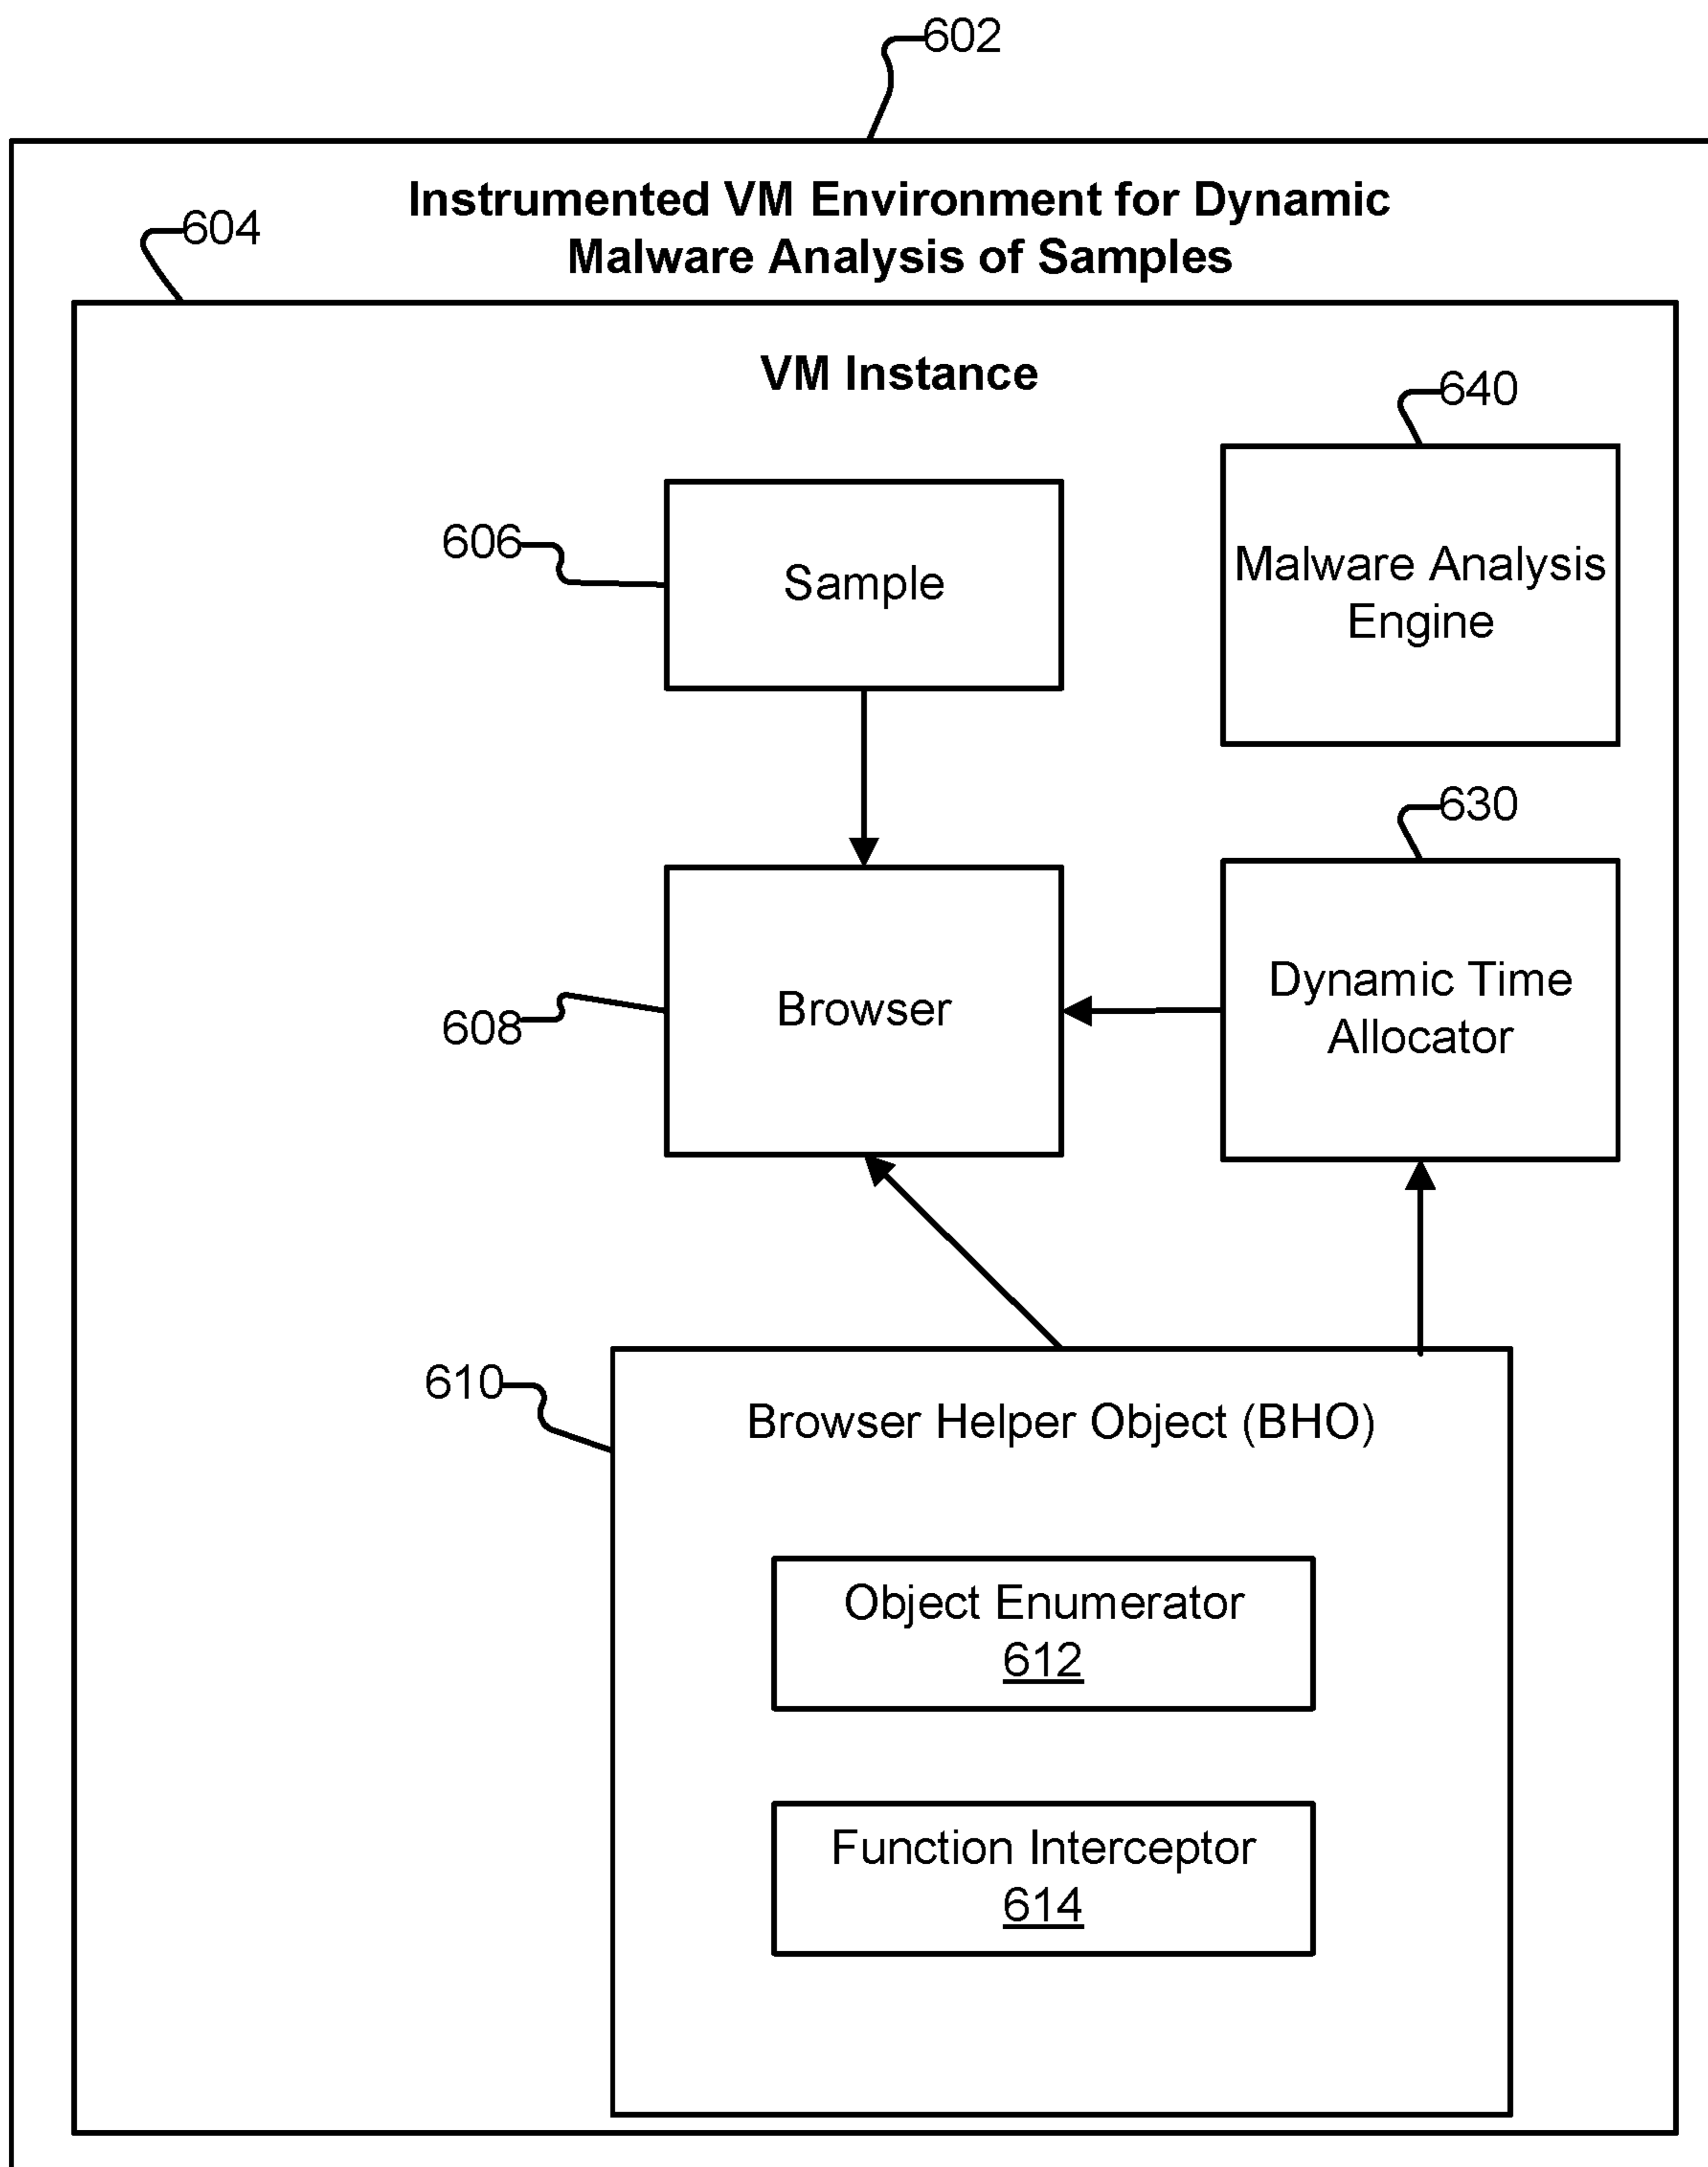 602
Instrumented VM Environment for Dynamic
Malware Analysis of Samples
604
VM Instance
640
Malware Analysis
Engine
606
Sample
630
Dynamic Time
Allocator
608
Browser
610
Browser Helper Object (BHO)
Object Enumerator
612
Function Interceptor
614